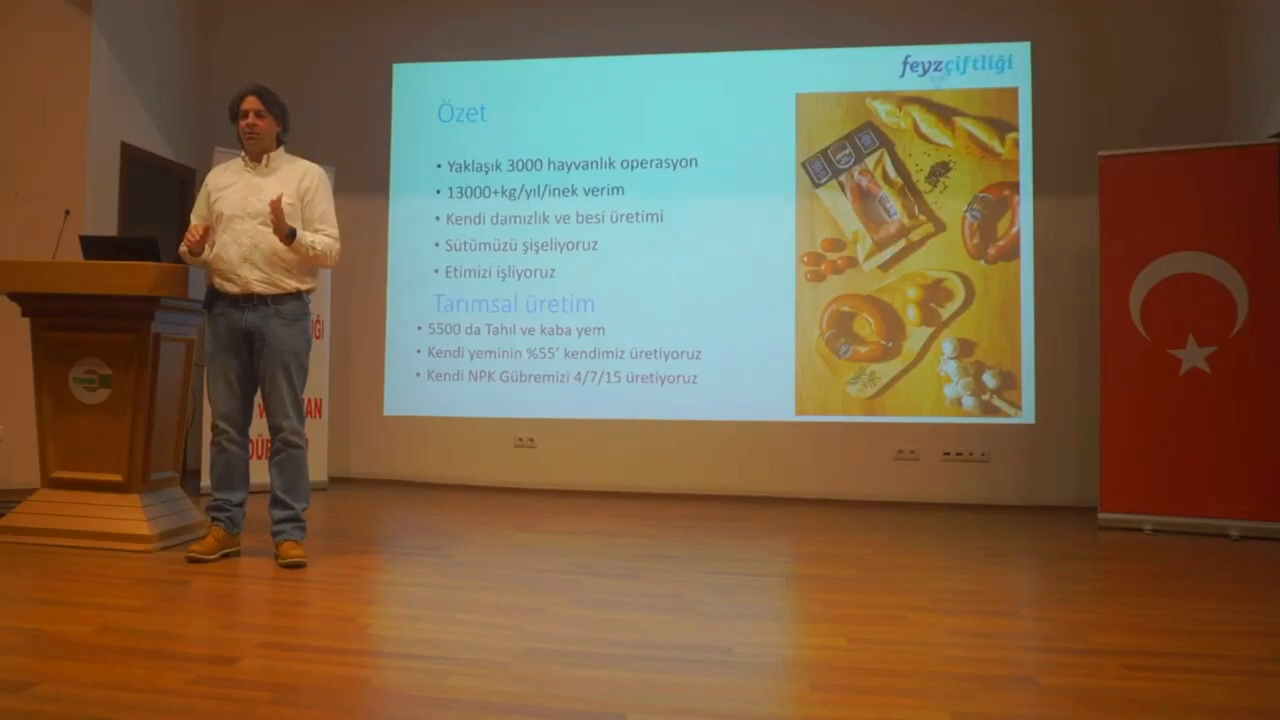 feyzçiftliği
Özet
• Yaklaşık 3000 hayvanlık operasyon
• 13000+kg/yıl/inek verim
• Kendi damızlık ve besi üretimi
• Sütümüzü şişeliyoruz
• Etimizi işliyoruz
Tarımsal üretim
• 5500 da Tahıl ve kaba yem
• Kendi yeminin %55' kendimiz üretiyoruz
• Kendi NPK Gübremizi 4/7/15 üretiyoruz